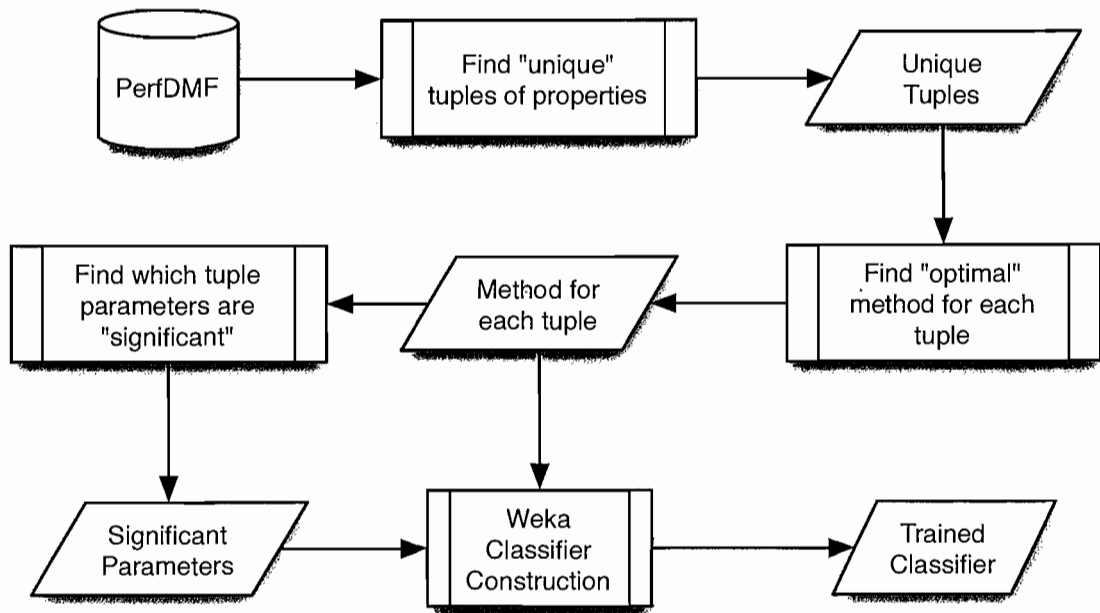 PerfDMF
Find "unique"
tuples of properties
Unique
Tuples
Find which tuple
parameters are
"significant"
Method for
each tuple
Find "optimal"
method for each
tuple
Significant
Parameters
Weka
Classifier
Construction
Trained
Classifier